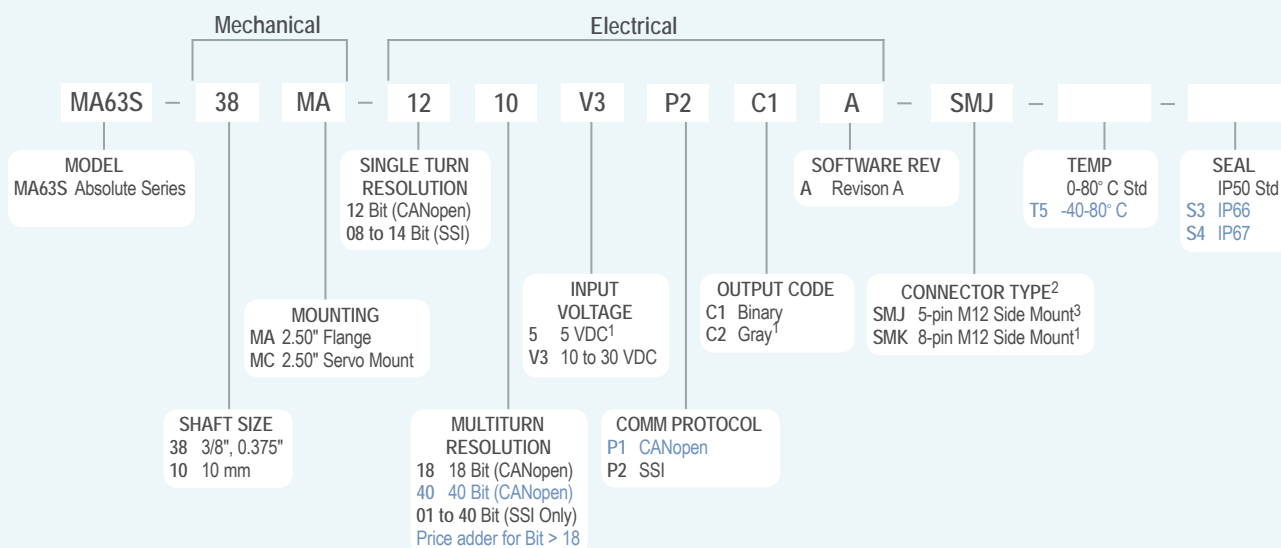 Mechanical
Electrical
MA63S – 38 MA – 12 10 V3 P2 C1 A – SMJ – –
MODEL
MA63S Absolute Series
SINGLE TURN
RESOLUTION
12 Bit (CANopen)
08 to 14 Bit (SSI)
SOFTWARE REV
A Revison A
TEMP
0-80° C Std
T5 -40-80° C
SEAL
IP50 Std
S3 IP66
S4 IP67
MOUNTING
MA 2.50" Flange
MC 2.50" Servo Mount
INPUT
VOLTAGE
5 5 VDC1
V3 10 to 30 VDC
OUTPUT CODE
C1 Binary
C2 Gray1
CONNECTOR TYPE2
SMJ 5-pin M12 Side Mount3
SMK 8-pin M12 Side Mount1
SHAFT SIZE
38 3/8", 0.375"
10 10 mm
MULTITURN
RESOLUTION
18 18 Bit (CANopen)
40 40 Bit (CANopen)
01 to 40 Bit (SSI Only)
Price adder for Bit > 18
COMM PROTOCOL
P1 CANopen
P2 SSI